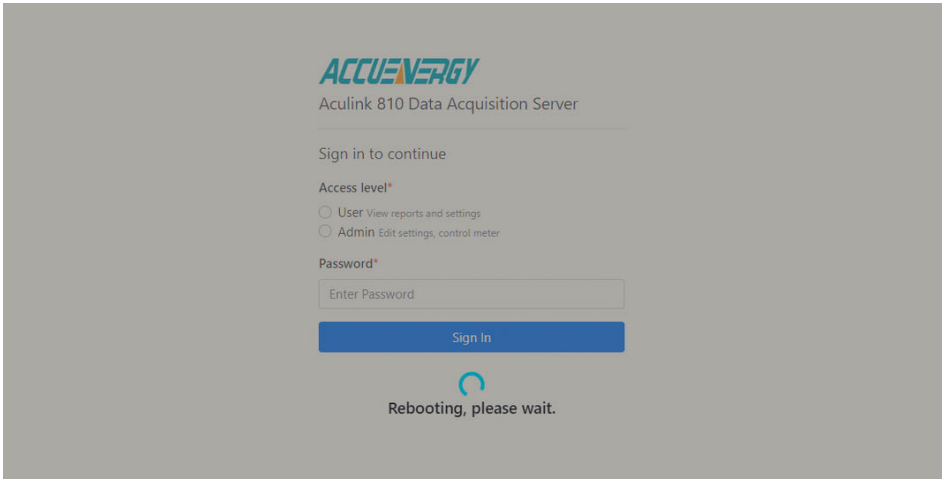 ACCUENERGY
Aculink 810 Data Acquisition Server
Sign in to continue
Access level*
User View reports and settings
Admin Edit settings, control meter
Password*
Enter Password
Sign In
Rebooting, please wait.